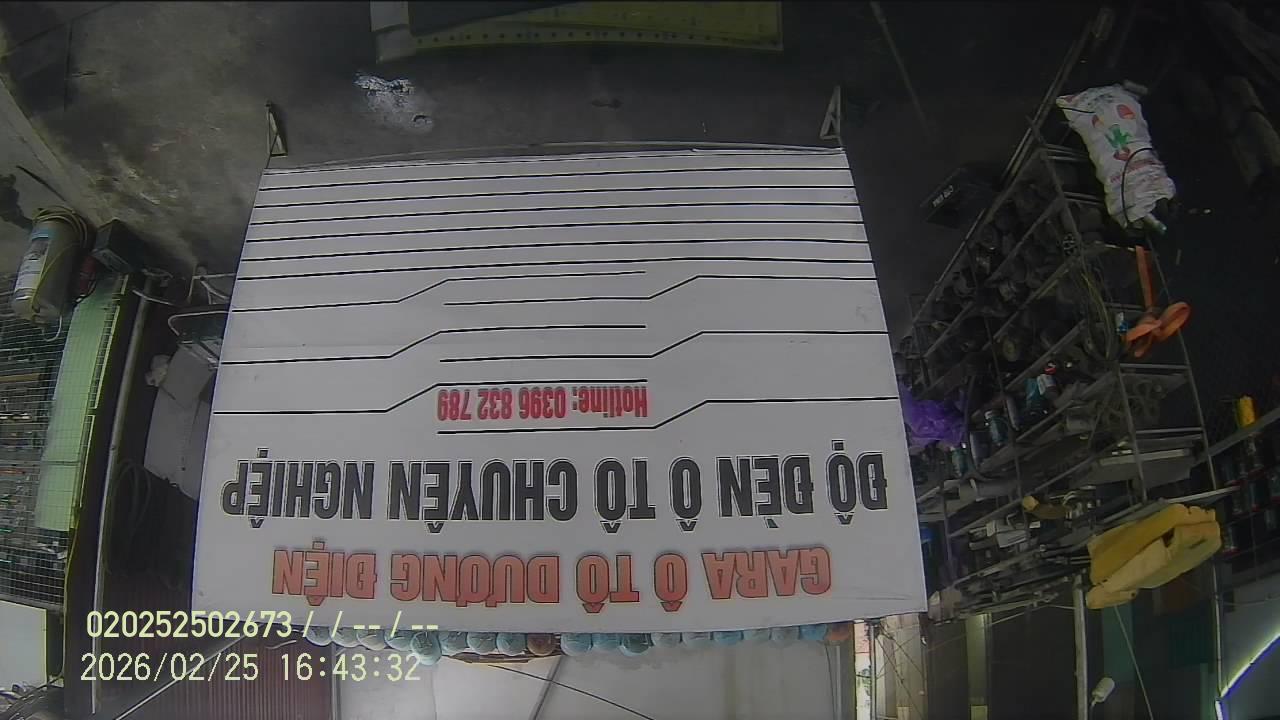 GARA Ô TÔ DƯƠNG ĐIỆN
ĐỘ ĐÈN Ô TÔ CHUYÊN NGHIỆP
Hotline: 0396 832 789
020252502673 / / -- / --
2026/02/25 16:43:32